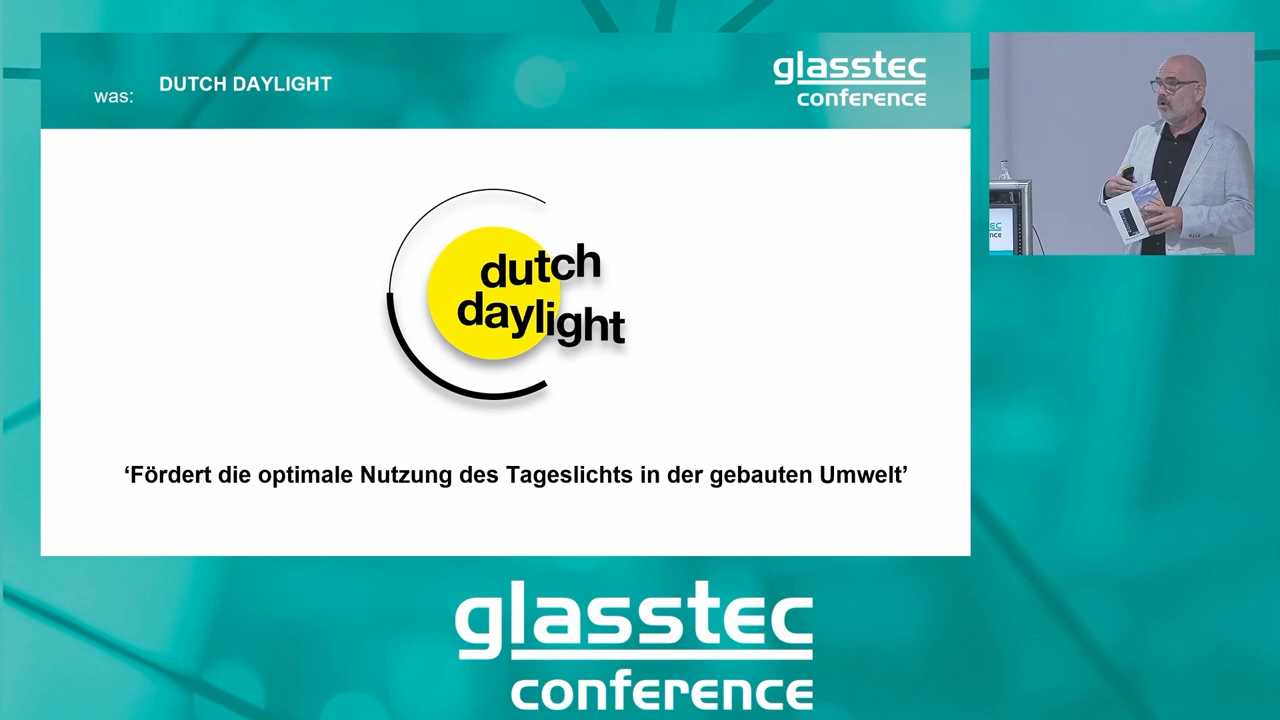 was:
DUTCH DAYLIGHT
glasstec
conference
dutch
daylight
‘Fördert die optimale Nutzung des Tageslichts in der gebauten Umwelt’
glasstec
conference